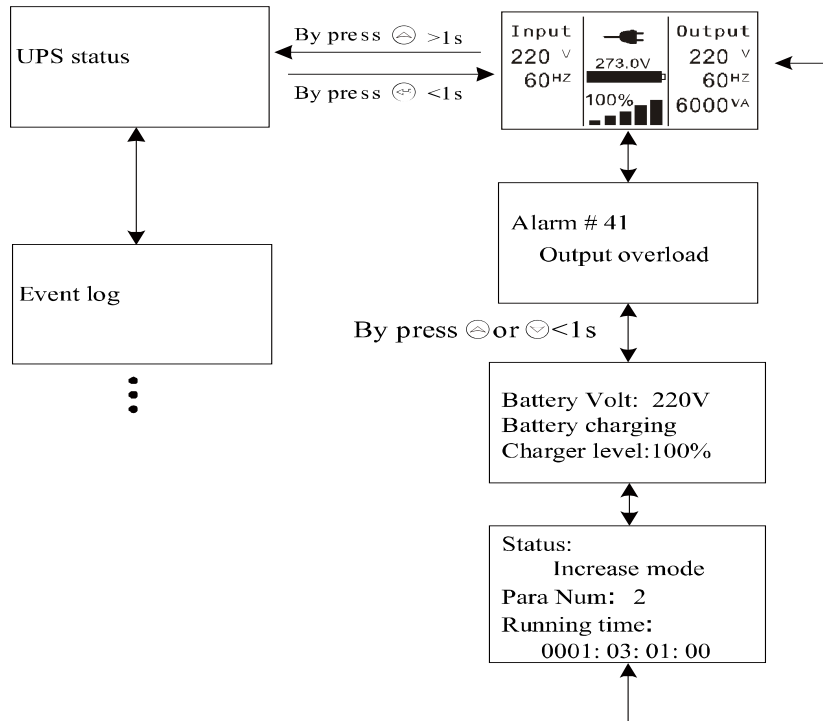 UPS status
By press >1s
By press <1s
Input
220 V
60HZ
273.0V
100%
Output
220 V
60HZ
6000VA
Alarm # 41
Output overload
Event log
By press or <1s
Battery Volt: 220V
Battery charging
Charger level:100%
Status:
Increase mode
Para Num: 2
Running time:
0001: 03: 01: 00